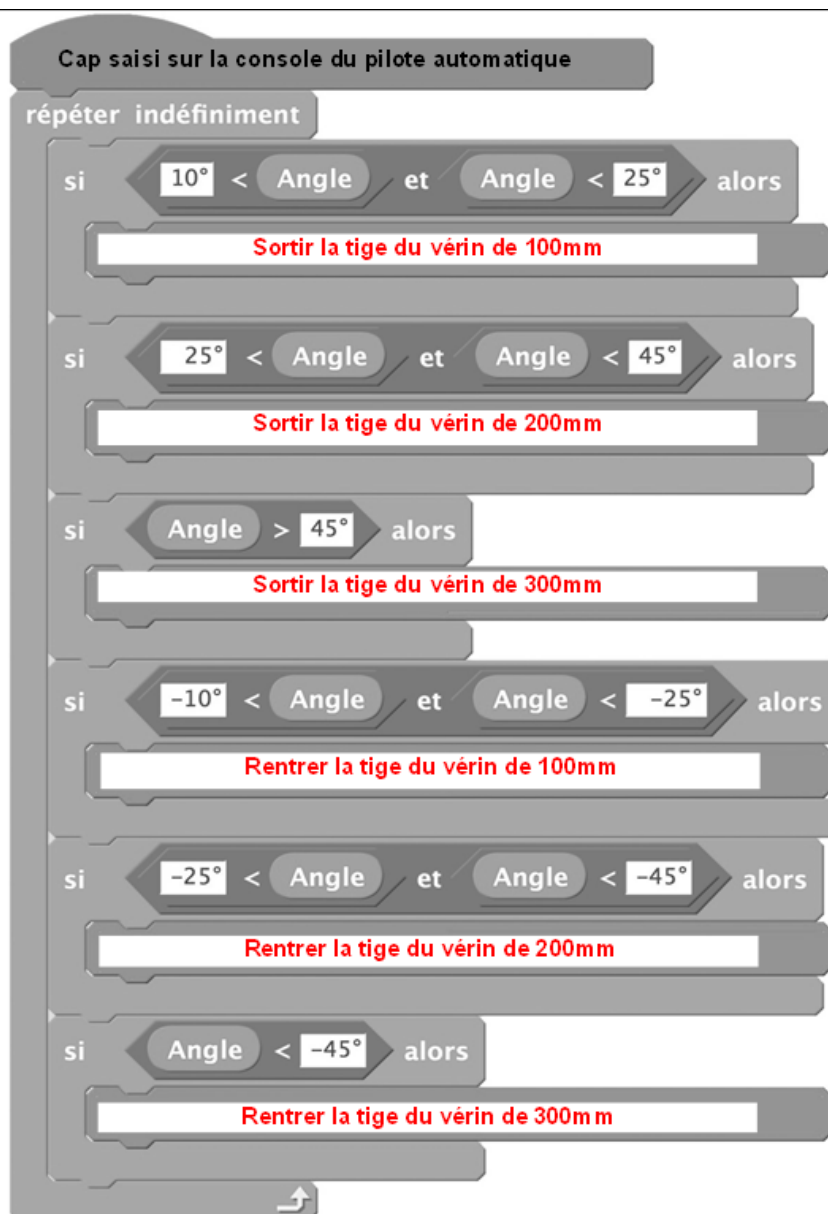 Cap saisi sur la console du pilote automatique
répéter indéfiniment
si 10° < Angle et Angle < 25° alors
Sortir la tige du vérin de 100mm
si 25° < Angle et Angle < 45° alors
Sortir la tige du vérin de 200mm
si Angle > 45° alors
Sortir la tige du vérin de 300mm
si -10° < Angle et Angle < -25° alors
Rentrer la tige du vérin de 100mm
si -25° < Angle et Angle < -45° alors
Rentrer la tige du vérin de 200mm
si Angle < -45° alors
Rentrer la tige du vérin de 300mm